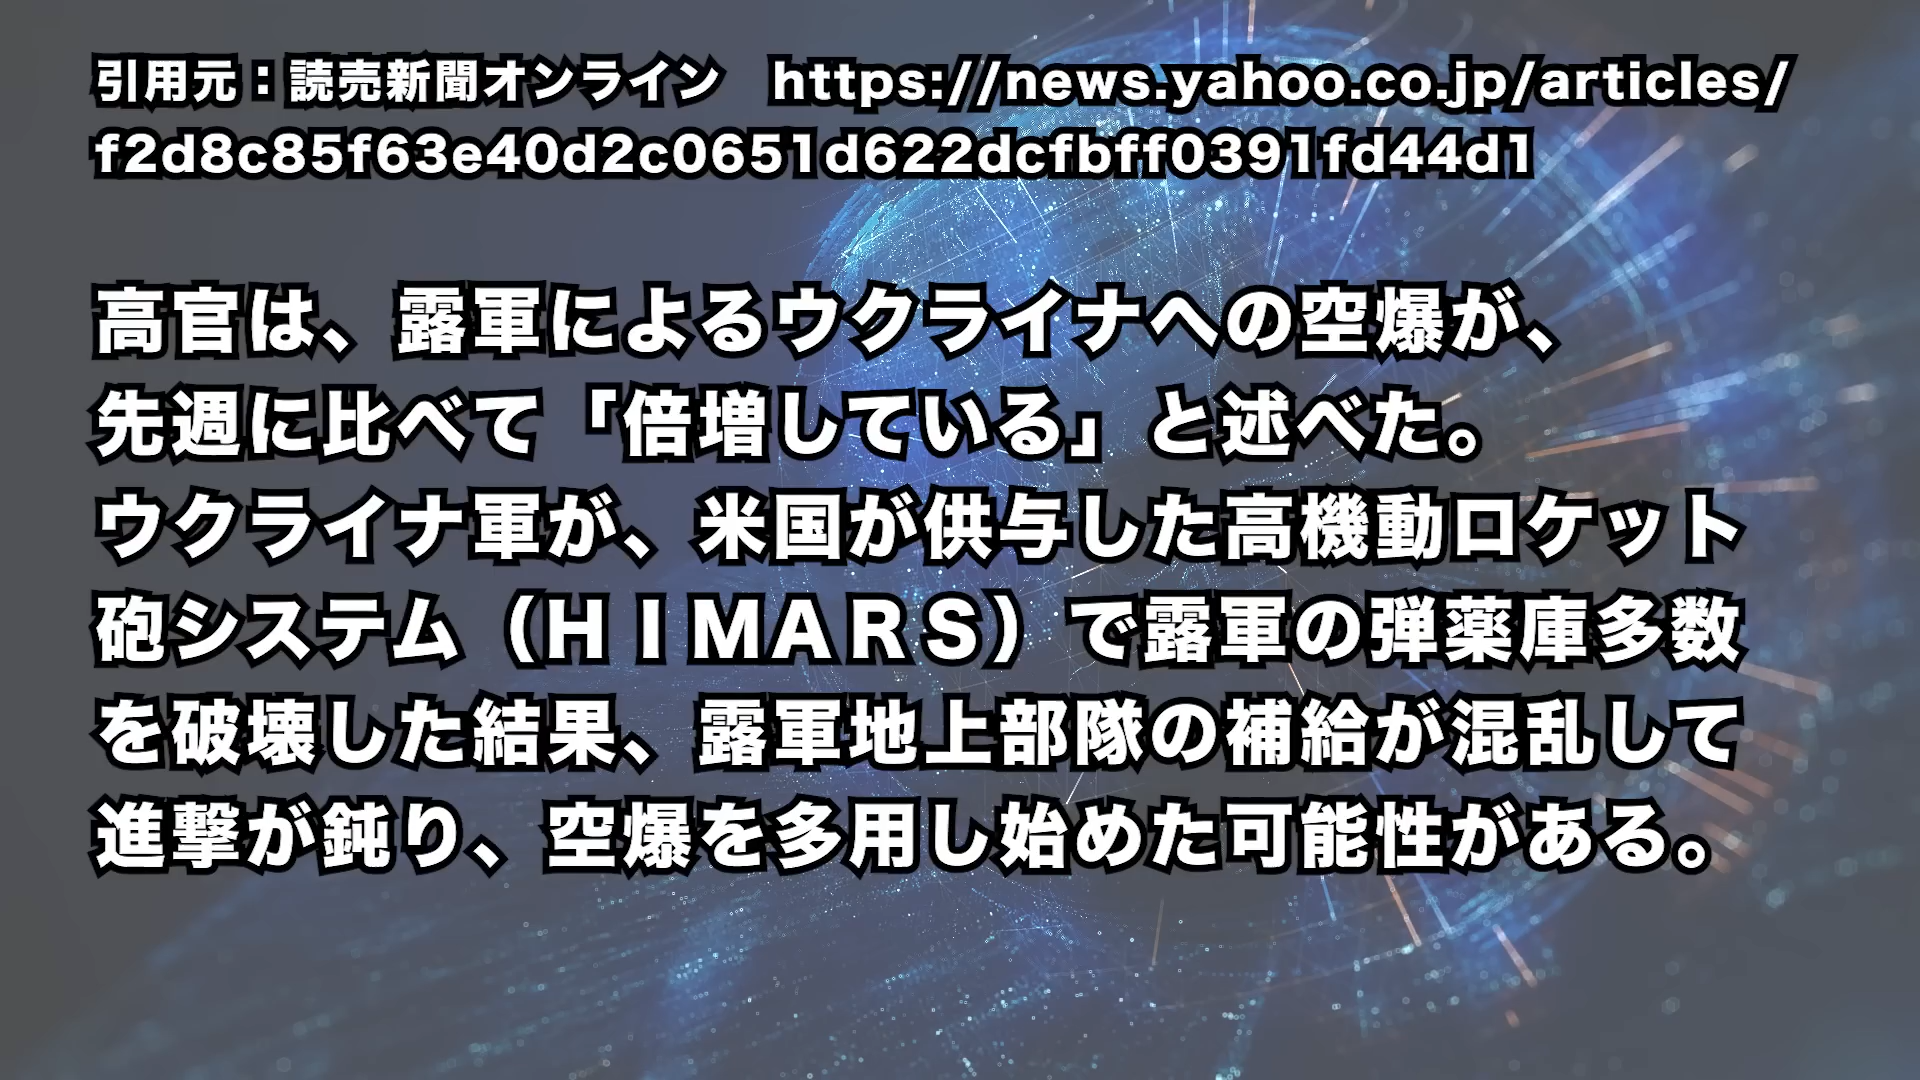 引用元：読売新聞オンライン　https://news.yahoo.co.jp/articles/
f2d8c85f63e40d2c0651d622dcfbff0391fd44d1
高官は、露軍によるウクライナへの空爆が、
先週に比べて「倍増している」と述べた。
ウクライナ軍が、米国が供与した高機動ロケット
砲システム（ＨＩＭＡＲＳ）で露軍の弾薬庫多数
を破壊した結果、露軍地上部隊の補給が混乱して
進撃が鈍り、空爆を多用し始めた可能性がある。